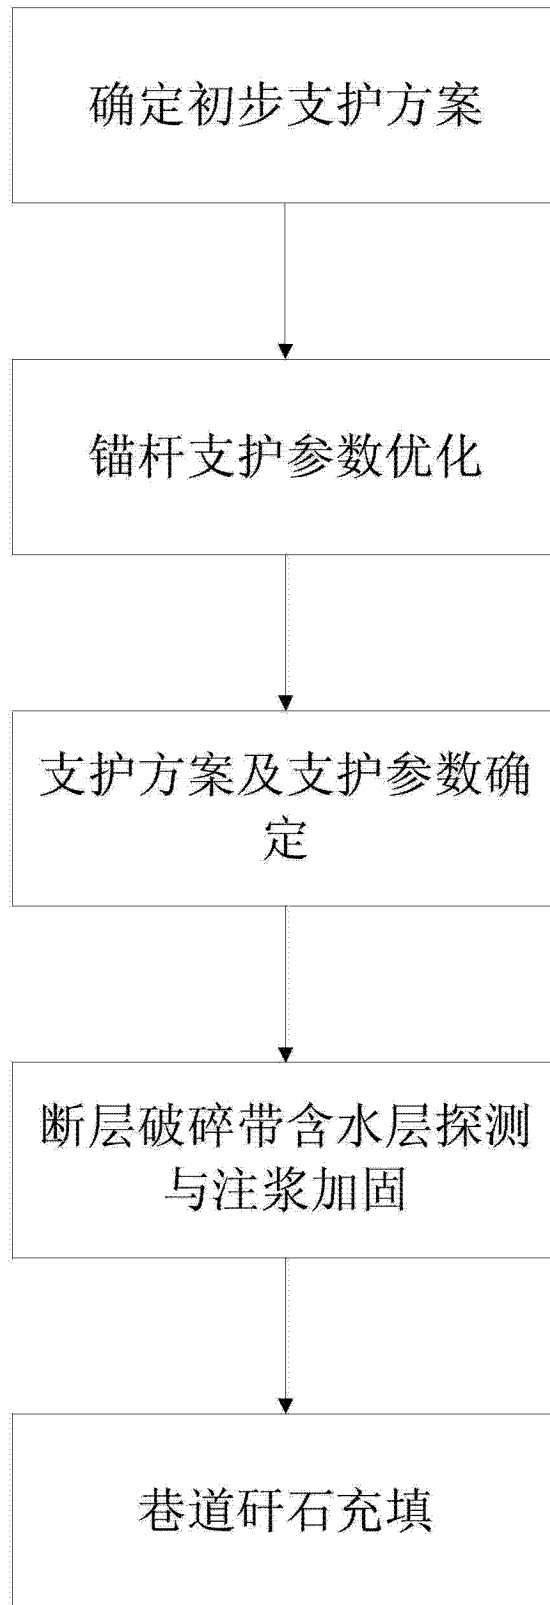 确定初步支护方案
锚杆支护参数优化
支护方案及支护参数确
定
断层破碎带含水层探测
与注浆加固
巷道矸石充填